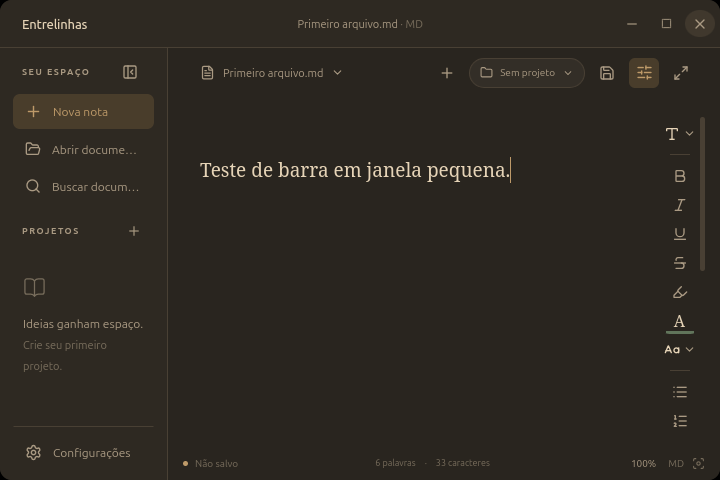 Entrelinhas
Primeiro arquivo.md · MD
SEU ESPAÇO
Primeiro arquivo.md
Sem projeto
Nova nota
Abrir docume...
Buscar docum...
PROJETOS
Ideias ganham espaço.
Crie seu primeiro
projeto.
Configurações
Teste de barra em janela pequena.
T
B
I
U
S
A
Aa
Não salvo
6 palavras · 33 caracteres
100%
MD